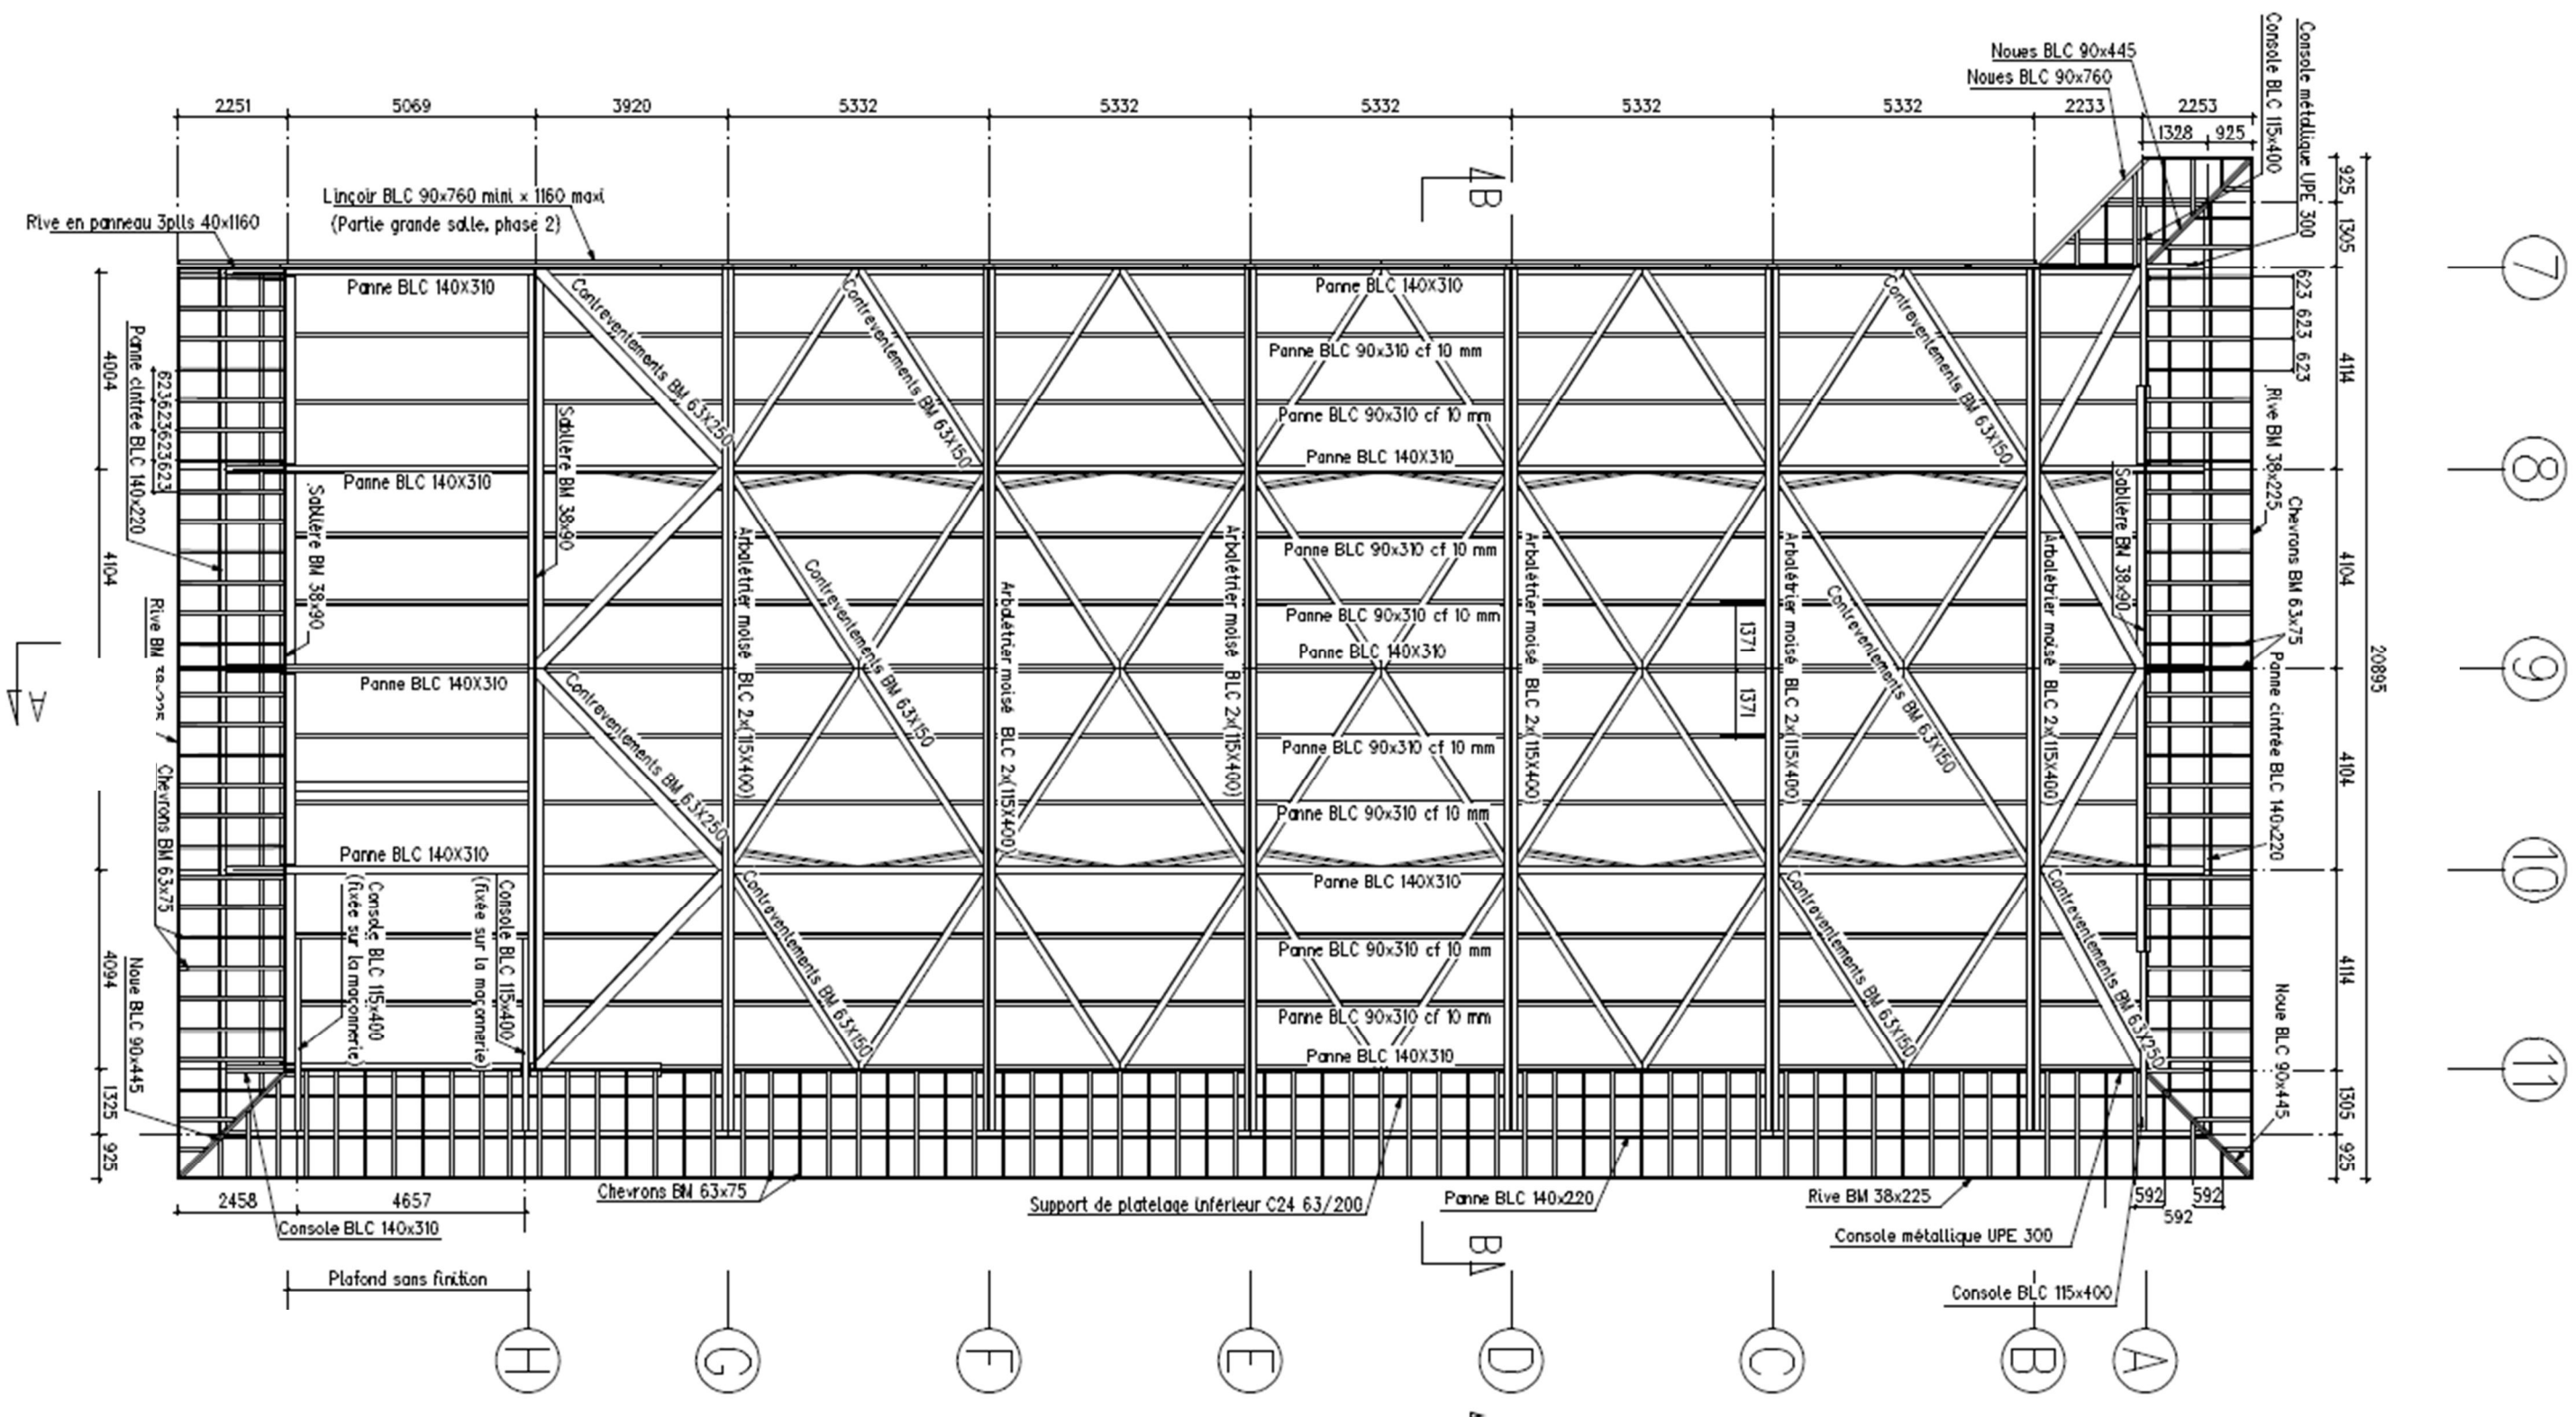 Noues BLC 90x445
Noues BLC 90x760
Console BLC 115x400
Console métallique UPE 300
2251 5069 3920 5332 5332 5332 5332 5332 2233 2253
1328 925
Linçoir BLC 90x760 mini x 1160 maxi
(Partie grande salle, phase 2)
Rive en panneau 3plis 40x1160
B
925
1305
7
Panne BLC 140X310
Panne BLC 140X310
Contreventements BM 63X250
Contreventements BM 63X150
Contreventements BM 63X150
623 623 623
4114
Panne BLC 90x310 cf 10 mm
Panne BLC 90x310 cf 10 mm
Panne BLC 140X310
Panne BLC 140X310
4004
623623623623
Panne cintrée BLC 140x220
Sablière BM 38x90
Sablière BM 38x90
Rive BM 38x225
8
Sablière BM 38x90
Chevrons BM 63x75
Panne BLC 90x310 cf 10 mm
Panne BLC 90x310 cf 10 mm
Panne BLC 140X310
4104
4104
Arbalétrier moisé BLC 2x(115X400)
Arbalétrier moisé BLC 2x(115X400)
Arbalétrier moisé BLC 2x(115X400)
Arbalétrier moisé BLC 2x(115X400)
Arbalétrier moisé BLC 2x(115X400)
Arbalétrier moisé BLC 2x(115X400)
Contreventements BM 63X150
Contreventements BM 63X150
1371
1371
20895
9
Rive BM 38x225
A
Panne BLC 140X310
Contreventements BM 63X250
Panne cintrée BLC 140x220
4104
Panne BLC 90x310 cf 10 mm
Panne BLC 90x310 cf 10 mm
Chevrons BM 63x75
Panne BLC 140X310
Panne BLC 140X310
10
Console BLC 115x400
(fixée sur la maçonnerie)
Console BLC 115x400
(fixée sur la maçonnerie)
Contreventements BM 63X150
Contreventements BM 63X150
Contreventements BM 63X250
4094
4114
Panne BLC 90x310 cf 10 mm
Panne BLC 90x310 cf 10 mm
Panne BLC 140X310
Noue BLC 90x445
Noue BLC 90x445
11
1325
925
1305
925
2458 4657
Console BLC 140x310
Chevrons BM 63x75
Support de platelage inférieur C24 63/200
Panne BLC 140x220
Rive BM 38x225
592 592
592
Console métallique UPE 300
B
Console BLC 115x400
Plafond sans finition
H G F E D C B A